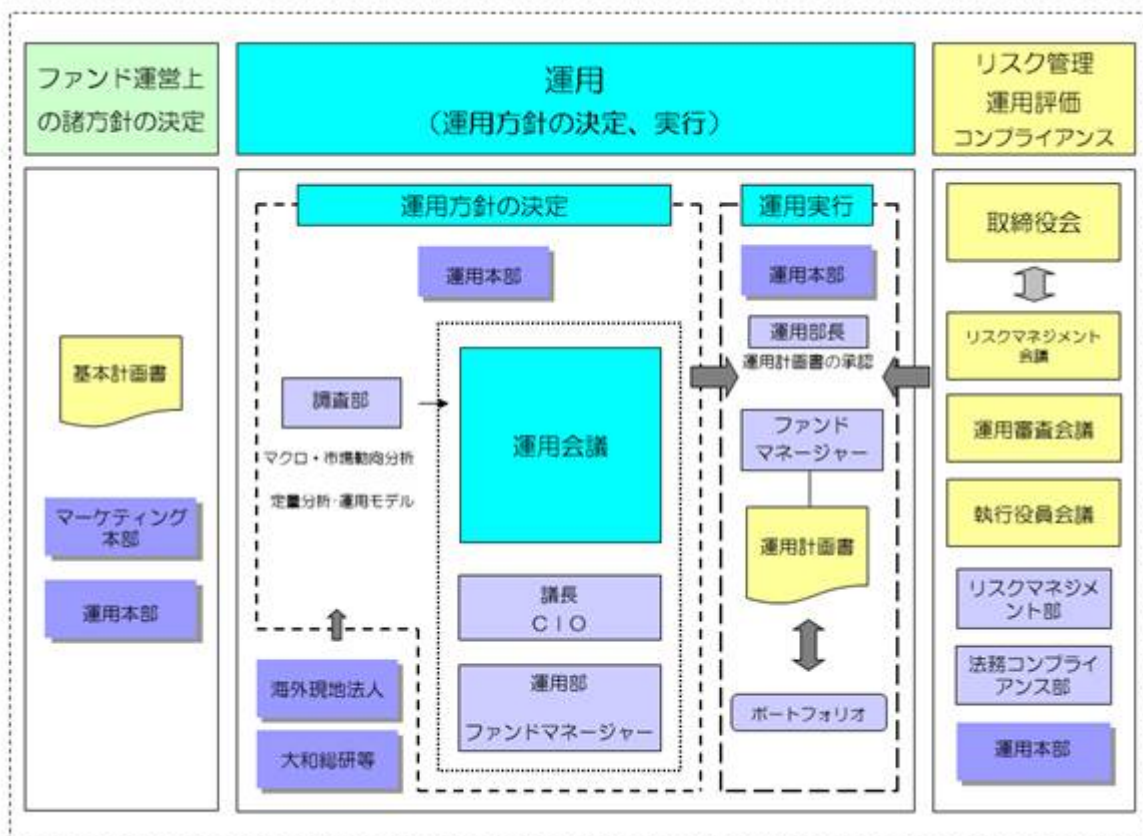 ファンド運営上
の諸方針の決定
運用
（運用方針の決定、実行）
リスク管理
運用評価
コンプライアンス
基本計画書
マーケティング
本部
運用本部
運用方針の決定
運用本部
調査部
マクロ・市場動向分析
定量分析・運用モデル
海外現地法人
大和総研等
運用会議
議長
ＣＩＯ
運用部
ファンドマネージャー
運用実行
運用本部
運用部長
運用計画書の承認
ファンド
マネージャー
運用計画書
ポートフォリオ
取締役会
リスクマネジメント
会議
運用審査会議
執行役員会議
リスクマネジメ
ント部
法務コンプライ
アンス部
運用本部